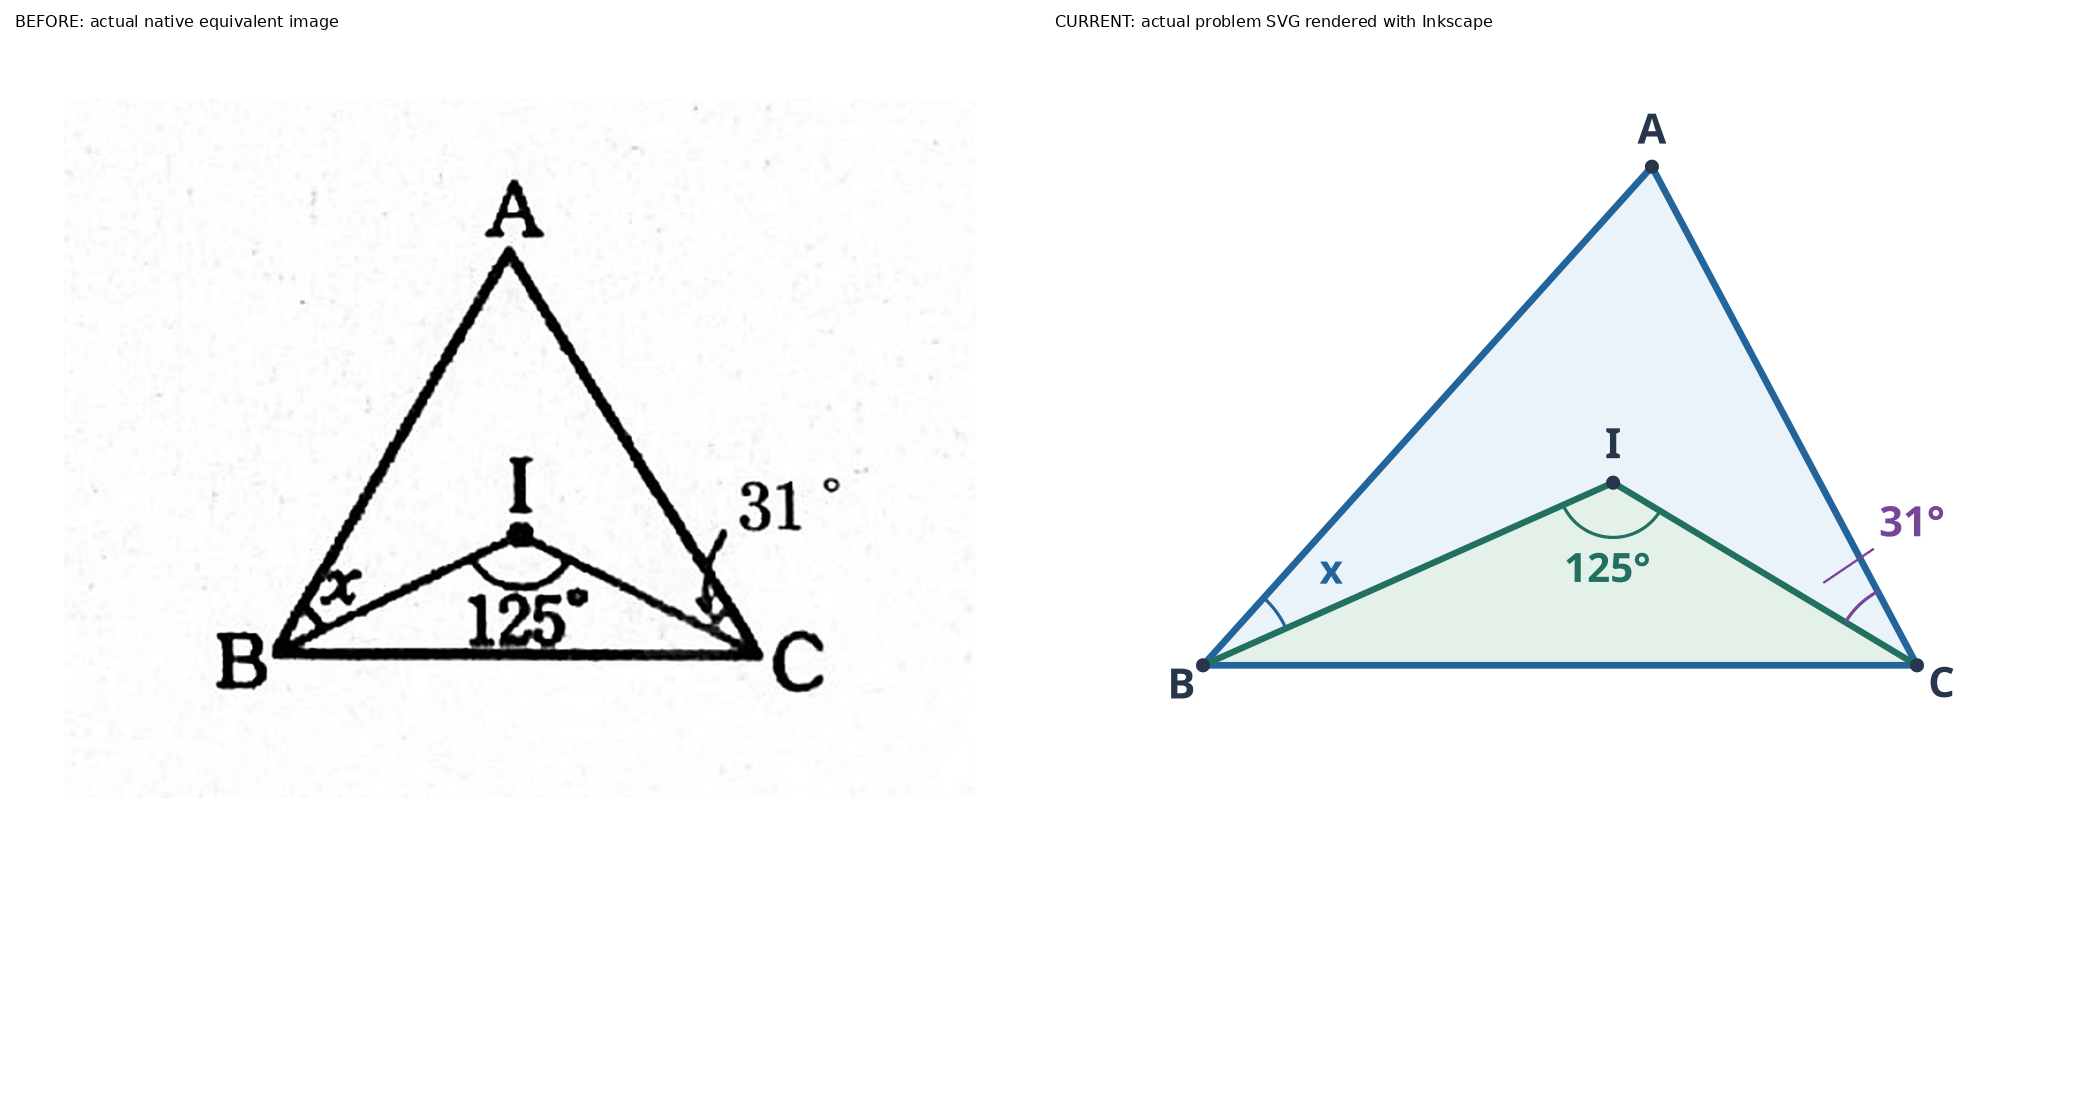 BEFORE: actual native equivalent image
CURRENT: actual problem SVG rendered with Inkscape
A
I
31°
x
125°
B
C
A
I
31°
x
125°
B
C